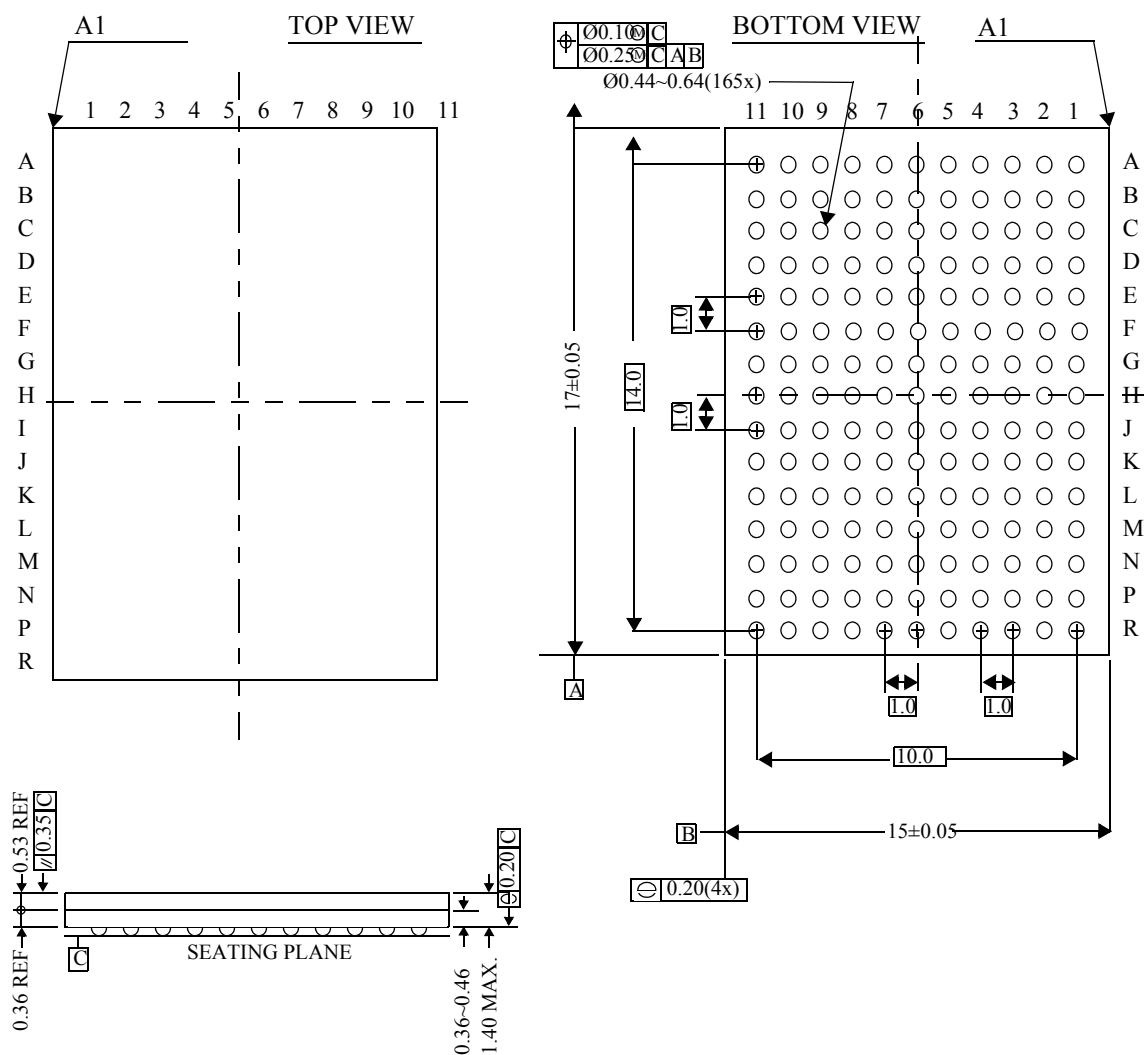 A1
TOP VIEW
1 2 3 4 5 6 7 8 9 10 11
A
B
C
D
E
F
G
H
I
J
K
L
M
N
P
R
Ø0.10Ⓜ C
Ø0.25Ⓜ C A B
BOTTOM VIEW
A1
Ø0.44~0.64(165x)
11 10 9 8 7 6 5 4 3 2 1
A
B
C
D
E
F
G
H
J
K
L
M
N
P
R
1.0
1.0
17±0.05
14.0
A
1.0
1.0
10.0
B
15±0.05
0.20(4x)
0.53 REF
// 0.35 C
0.20 C
C
SEATING PLANE
0.36 REF
0.36~0.46
1.40 MAX.